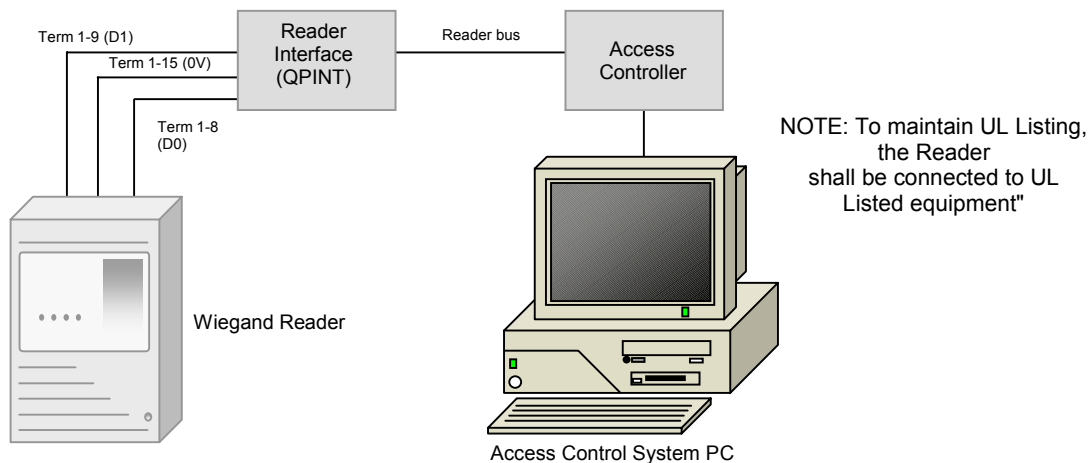 Term 1-9 (D1)
Reader
Interface
(QPINT)
Reader bus
Access
Controller
Term 1-15 (0V)
Term 1-8
(D0)
NOTE: To maintain UL Listing,
the Reader
shall be connected to UL
Listed equipment"
Wiegand Reader
Access Control System PC